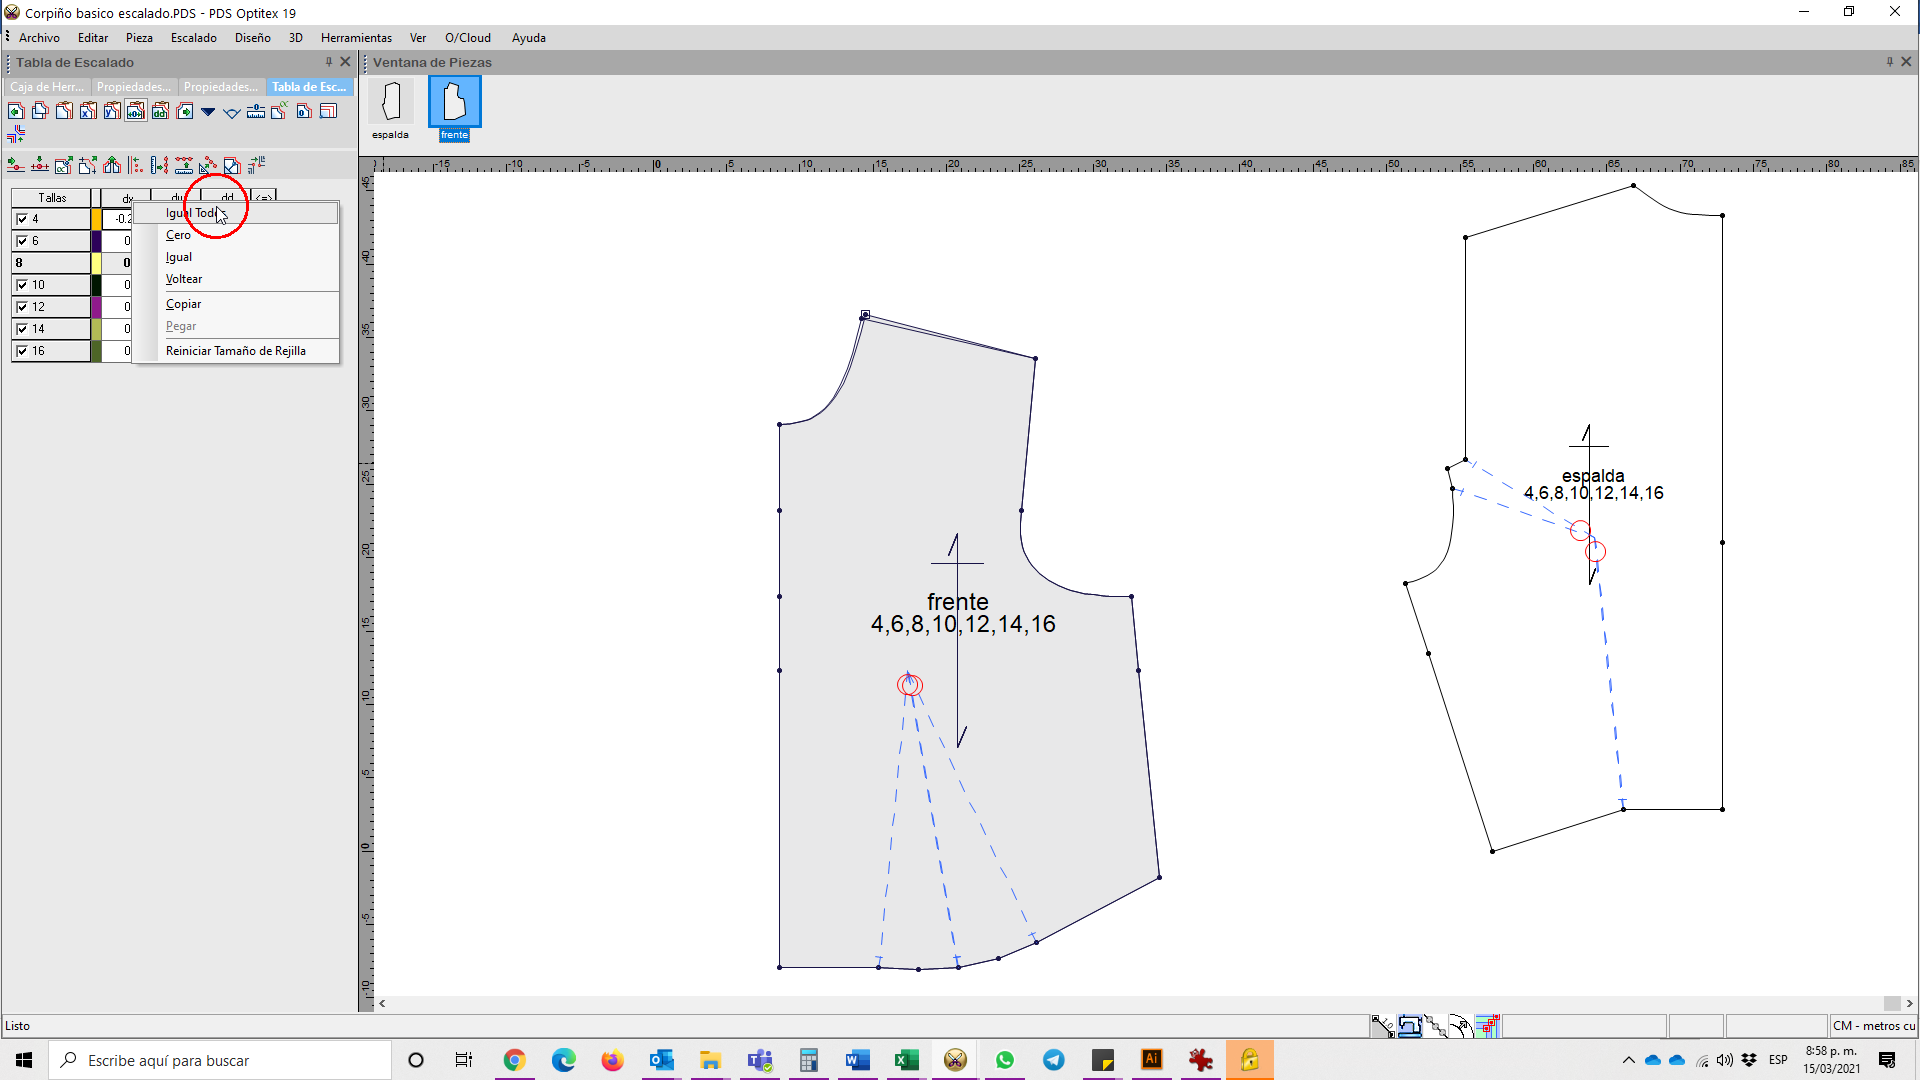 Corpiño basico escalado.PDS - PDS Optitex 19
Archivo Editar Pieza Escalado Diseño 3D Herramientas Ver O/Cloud Ayuda
Tabla de Escalado
Ventana de Piezas
Caja de Herr... Propiedades... Propiedades... Tabla de Esc...
espalda
frente
Tallas dx dy dd <=>
4 -0.2
6 0
8 0
10 0
12 0
14 0
16 0
Igual Todo
Cero
Igual
Voltear
Copiar
Pegar
Reiniciar Tamaño de Rejilla
-15 -10 -5 0 5 10 15 20 25 30 35 40 45 50 55 60 65 70 75 80 85
45
40
35
30
25
20
15
10
5
0
-5
-10
espalda
4,6,8,10,12,14,16
frente
4,6,8,10,12,14,16
Listo
CM - metros cu
Escribe aquí para buscar
ESP
8:58 p. m.
15/03/2021